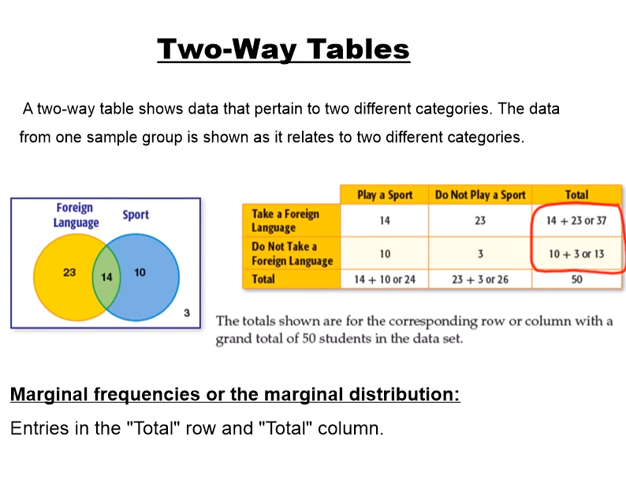 Two-Way Tables
A two-way table shows data that pertain to two different categories. The data
from one sample group is shown as it relates to two different categories.
Foreign
Language
Sport
23
14
10
3
Play a Sport Do Not Play a Sport Total
Take a Foreign
Language
14 23 14 + 23 or 37
Do Not Take a
Foreign Language
10 3 10 + 3 or 13
Total 14 + 10 or 24 23 + 3 or 26 50
The totals shown are for the corresponding row or column with a
grand total of 50 students in the data set.
Marginal frequencies or the marginal distribution:
Entries in the "Total" row and "Total" column.